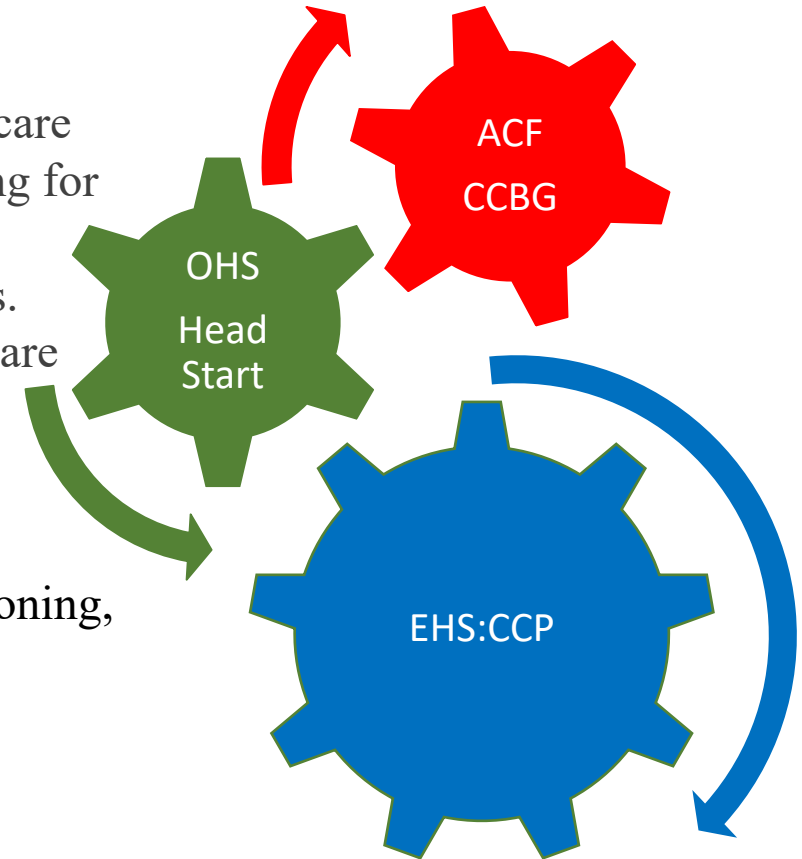 care
ng for
s.
are
oning,
ACF
CCBG
OHS
Head
Start
EHS:CCP